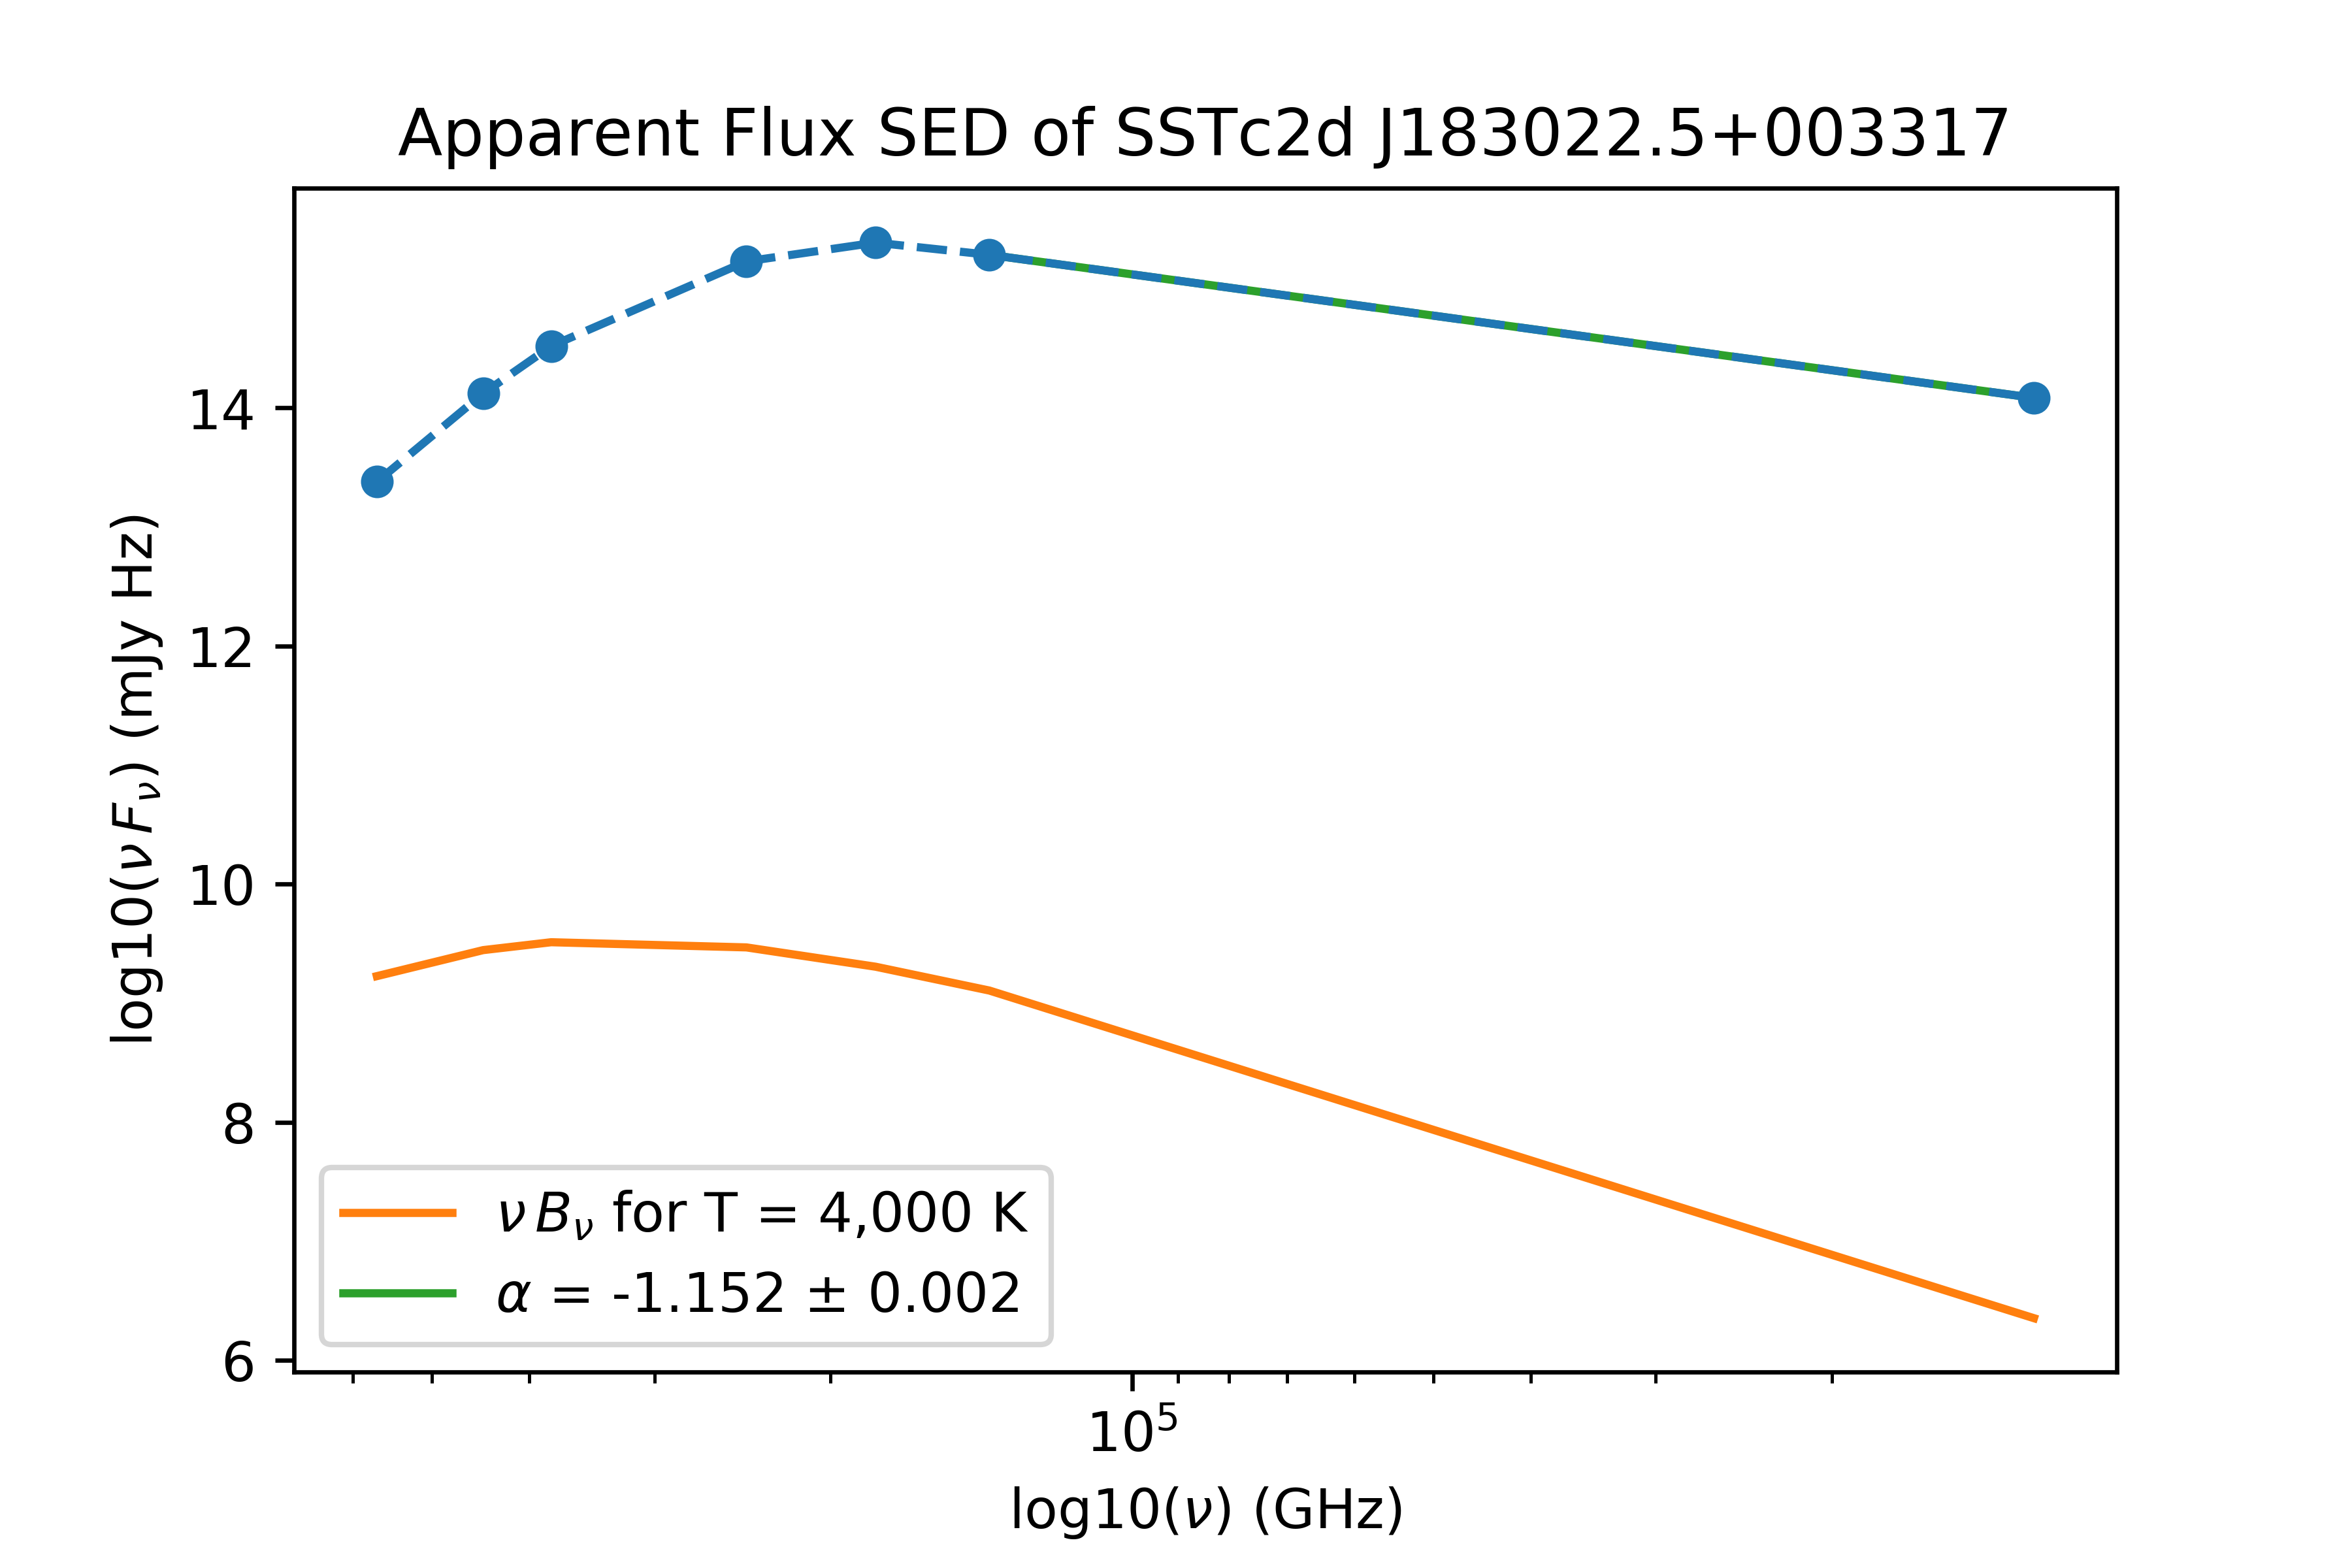 Apparent Flux SED of SSTc2d J183022.5+003317
log10(νFν) (mJy Hz)
14
12
10
8
6
νBν for T = 4,000 K
α = -1.152 ± 0.002
10⁵
log10(ν) (GHz)